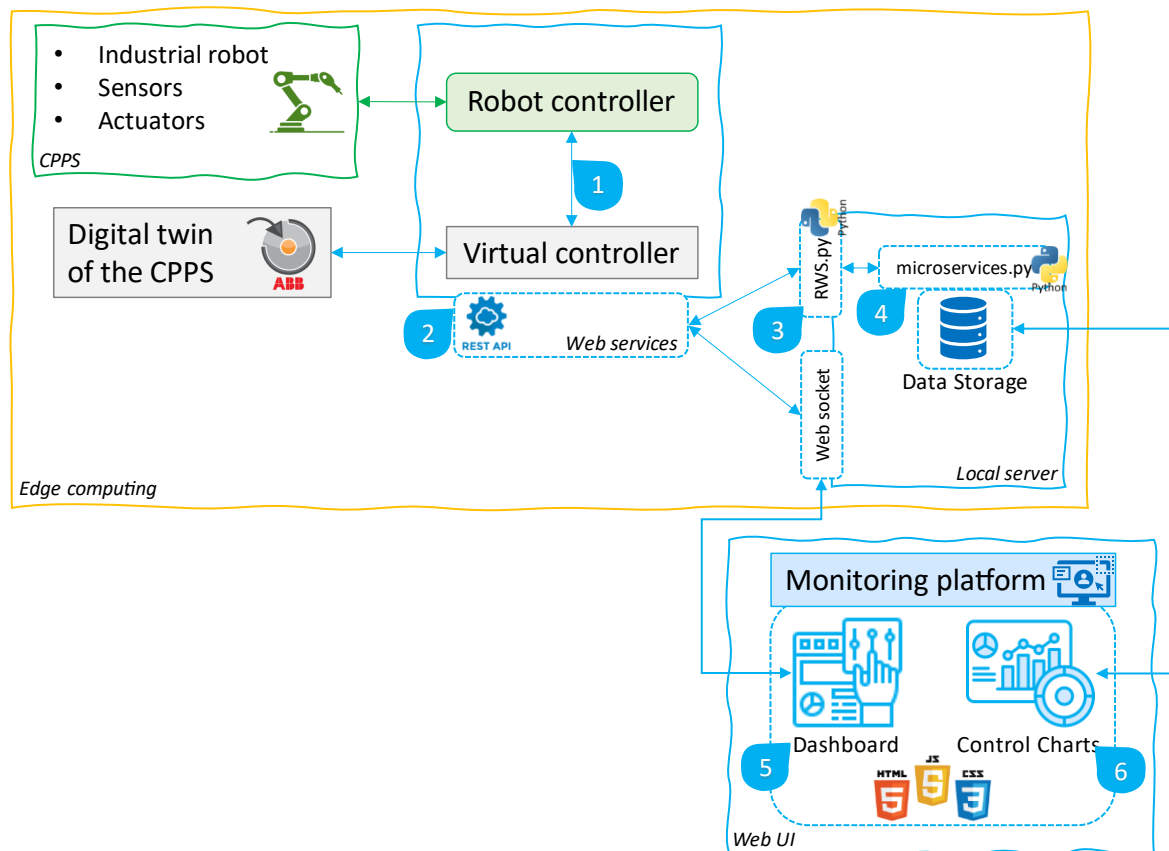 • Industrial robot
• Sensors
• Actuators
CPPS
Robot controller
1
Digital twin
of the CPPS
ABB
Virtual controller
2
REST API
Web services
RWS.py
Python
3
microservices.py
Python
4
Data Storage
Web socket
Local server
Edge computing
Monitoring platform
Dashboard
Control Charts
5
6
HTML
5
JS
5
CSS
3
Web UI